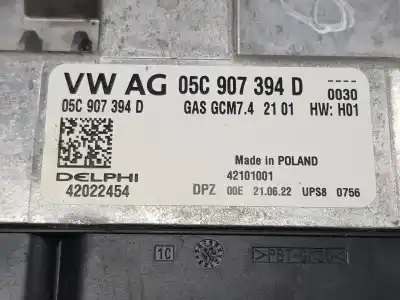 VW AG 05C 907 394 D ----
0030
05C 907 394 D GAS GCM7.4 21 01 HW: H01
Made in POLAND
DELPHI 42101001
42022454 DPZ 00E 21.06.22 UPS8 0756
1C